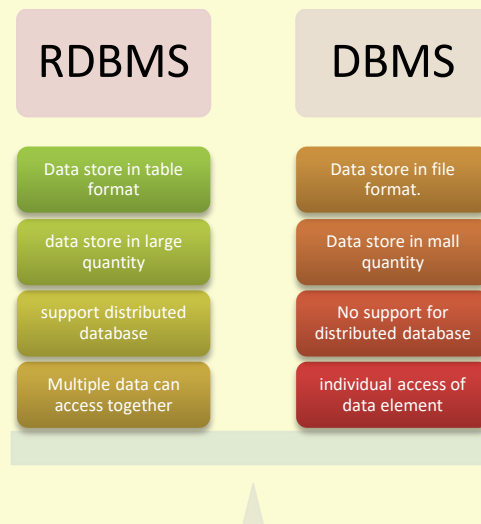 RDBMS
Data store in table
format
data store in large
quantity
support distributed
database
Multiple data can
access together
DBMS
Data store in file
format.
Data store in mall
quantity
No support for
distributed database
individual access of
data element